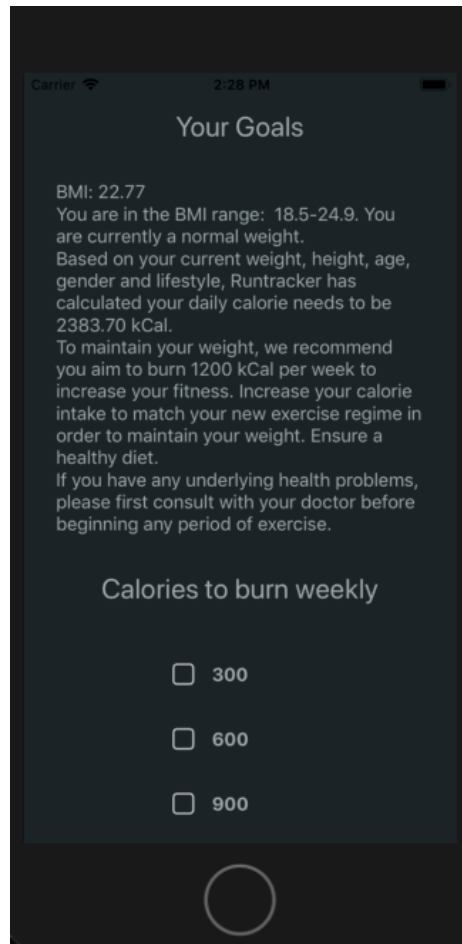 Carrier 2:28 PM
Your Goals
BMI: 22.77
You are in the BMI range:  18.5-24.9. You
are currently a normal weight.
Based on your current weight, height, age,
gender and lifestyle, Runtracker has
calculated your daily calorie needs to be
2383.70 kCal.
To maintain your weight, we recommend
you aim to burn 1200 kCal per week to
increase your fitness. Increase your calorie
intake to match your new exercise regime in
order to maintain your weight. Ensure a
healthy diet.
If you have any underlying health problems,
please first consult with your doctor before
beginning any period of exercise.
Calories to burn weekly
300
600
900